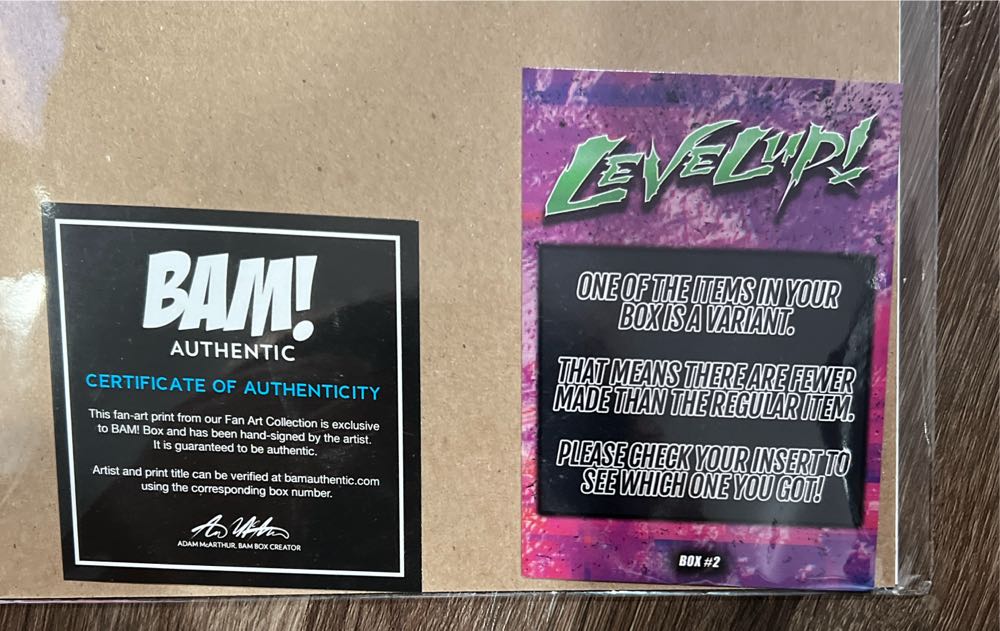 BAM!
AUTHENTIC
CERTIFICATE OF AUTHENTICITY
This fan-art print from our Fan Art Collection is exclusive
to BAM! Box and has been hand-signed by the artist.
It is guaranteed to be authentic.
Artist and print title can be verified at bamauthentic.com
using the corresponding box number.
ADAM McARTHUR, BAM BOX CREATOR
LEVEL UP!
ONE OF THE ITEMS IN YOUR
BOX IS A VARIANT.
THAT MEANS THERE ARE FEWER
MADE THAN THE REGULAR ITEM.
PLEASE CHECK YOUR INSERT TO
SEE WHICH ONE YOU GOT!
BOX #2